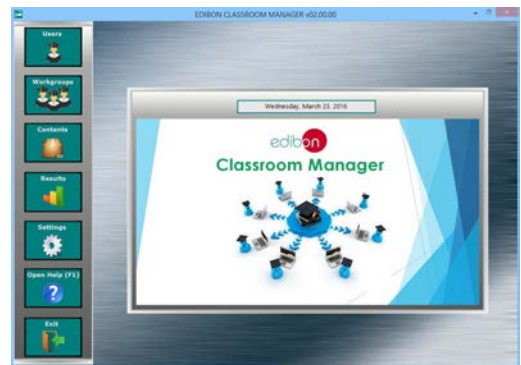 EDIBON CLASSROOM MANAGER v02.00.00
Users
Workgroups
Contents
Results
Settings
Open Help (F1)
?
Exit
Wednesday, March 23, 2016
edibon
Classroom Manager